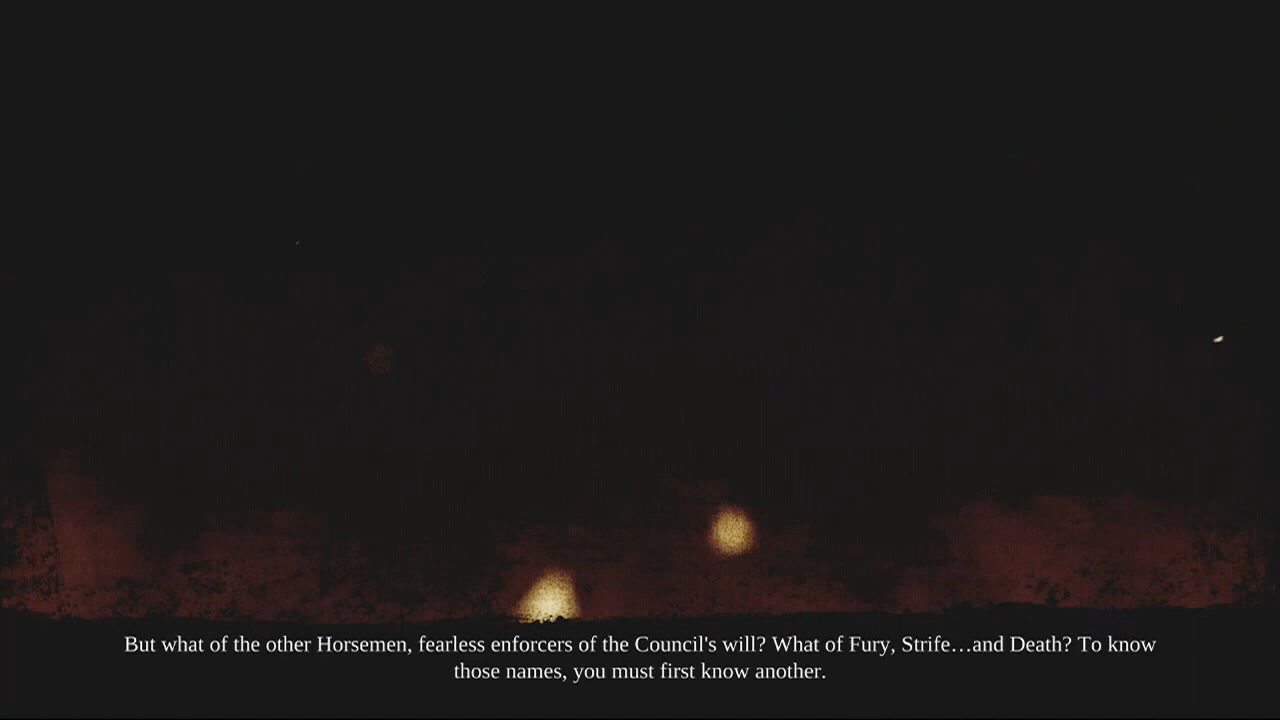 But what of the other Horsemen, fearless enforcers of the Council's will? What of Fury, Strife…and Death? To know
those names, you must first know another.